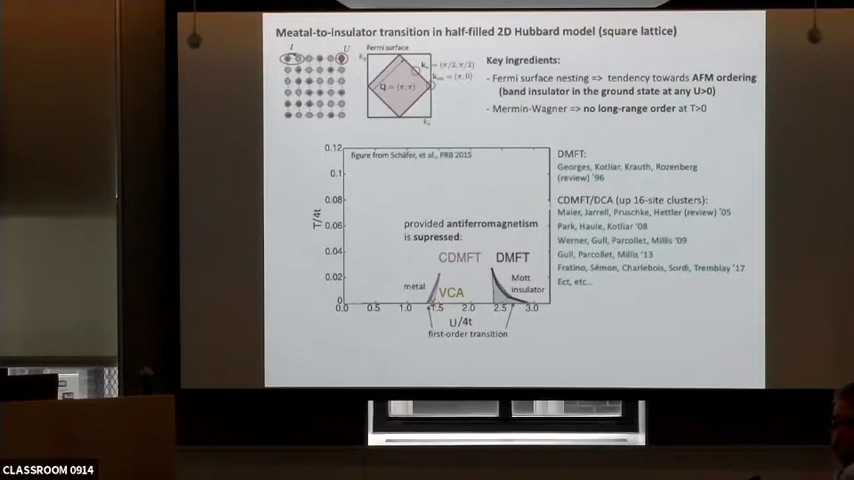 Meatal-to-insulator transition in half-filled 2D Hubbard model (square lattice)
t
U
Fermi surface
k = (π/2, π/2)
k = (π, 0)
Q = (π, π)
Key ingredients:
- Fermi surface nesting => tendency towards AFM ordering
(band insulator in the ground state at any U>0)
- Mermin-Wagner => no long-range order at T>0
figure from Schäfer, et al., PRB 2015
0.12
0.1
0.08
0.06
0.04
0.02
0
T/4t
provided antiferromagnetism
is supressed:
CDMFT
DMFT
metal
VCA
Mott
insulator
0.0
0.5
1.0
1.5
2.0
2.5
3.0
U/4t
first-order transition
DMFT:
Georges, Kotliar, Krauth, Rozenberg
(review) '96
CDMFT/DCA (up 16-site clusters):
Maier, Jarrell, Pruschke, Hettler (review) '05
Park, Haule, Kotliar '08
Werner, Gull, Parcollet, Millis '09
Gull, Parcollet, Millis '13
Fratino, Sémon, Charlebois, Sordi, Tremblay '17
Ect, etc...
CLASSROOM 0914